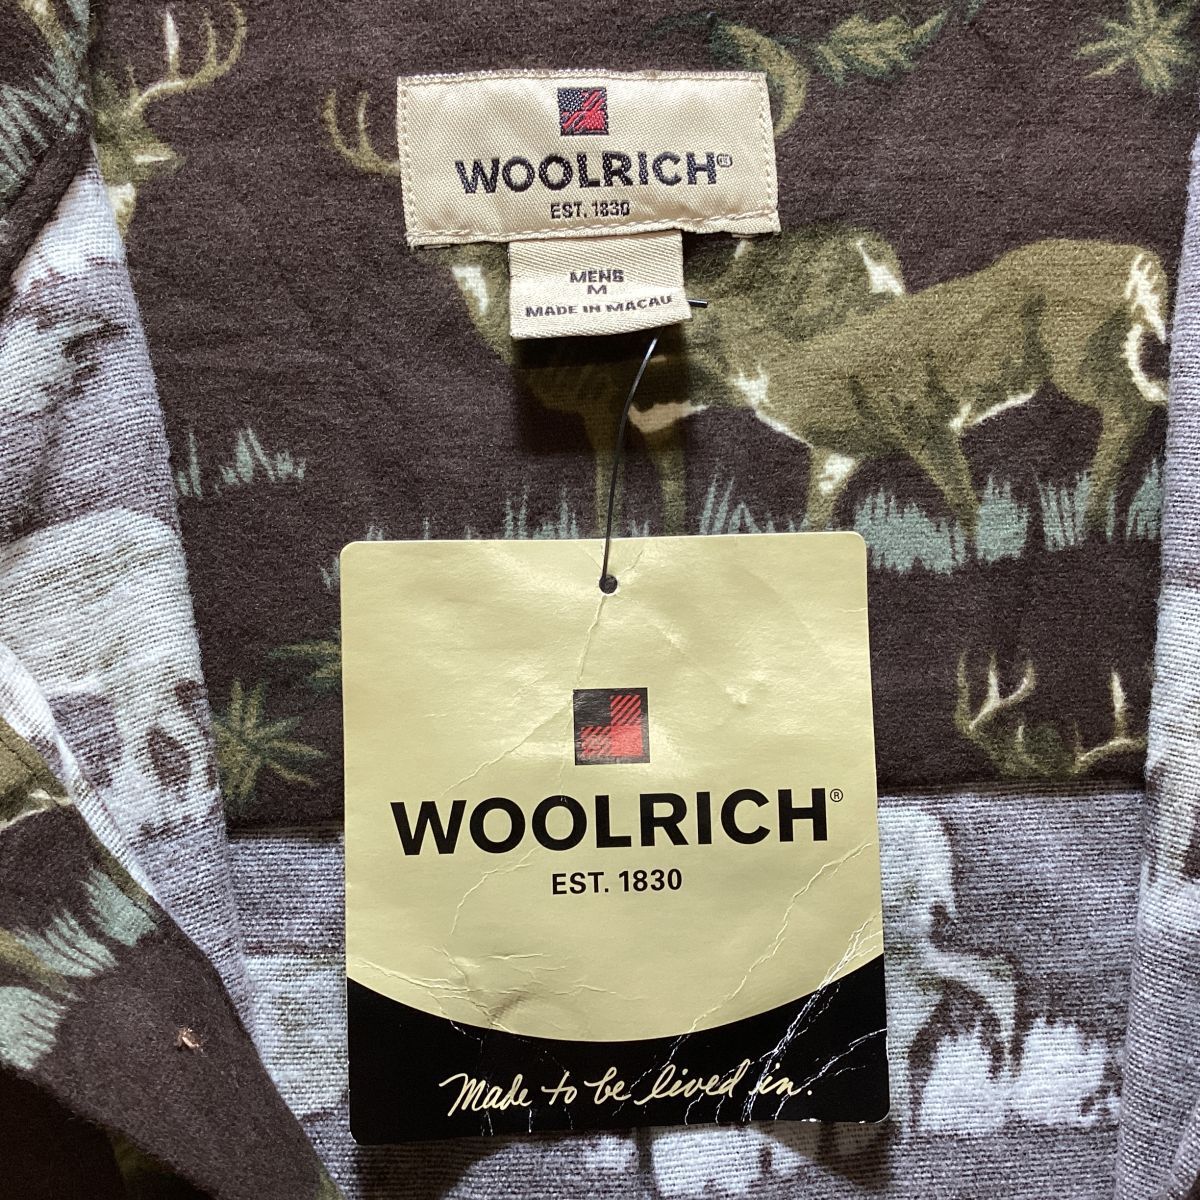 WOOLRICH®
EST. 1830
MENS
M
MADE IN MACAU
WOOLRICH®
EST. 1830
Made to be lived in.